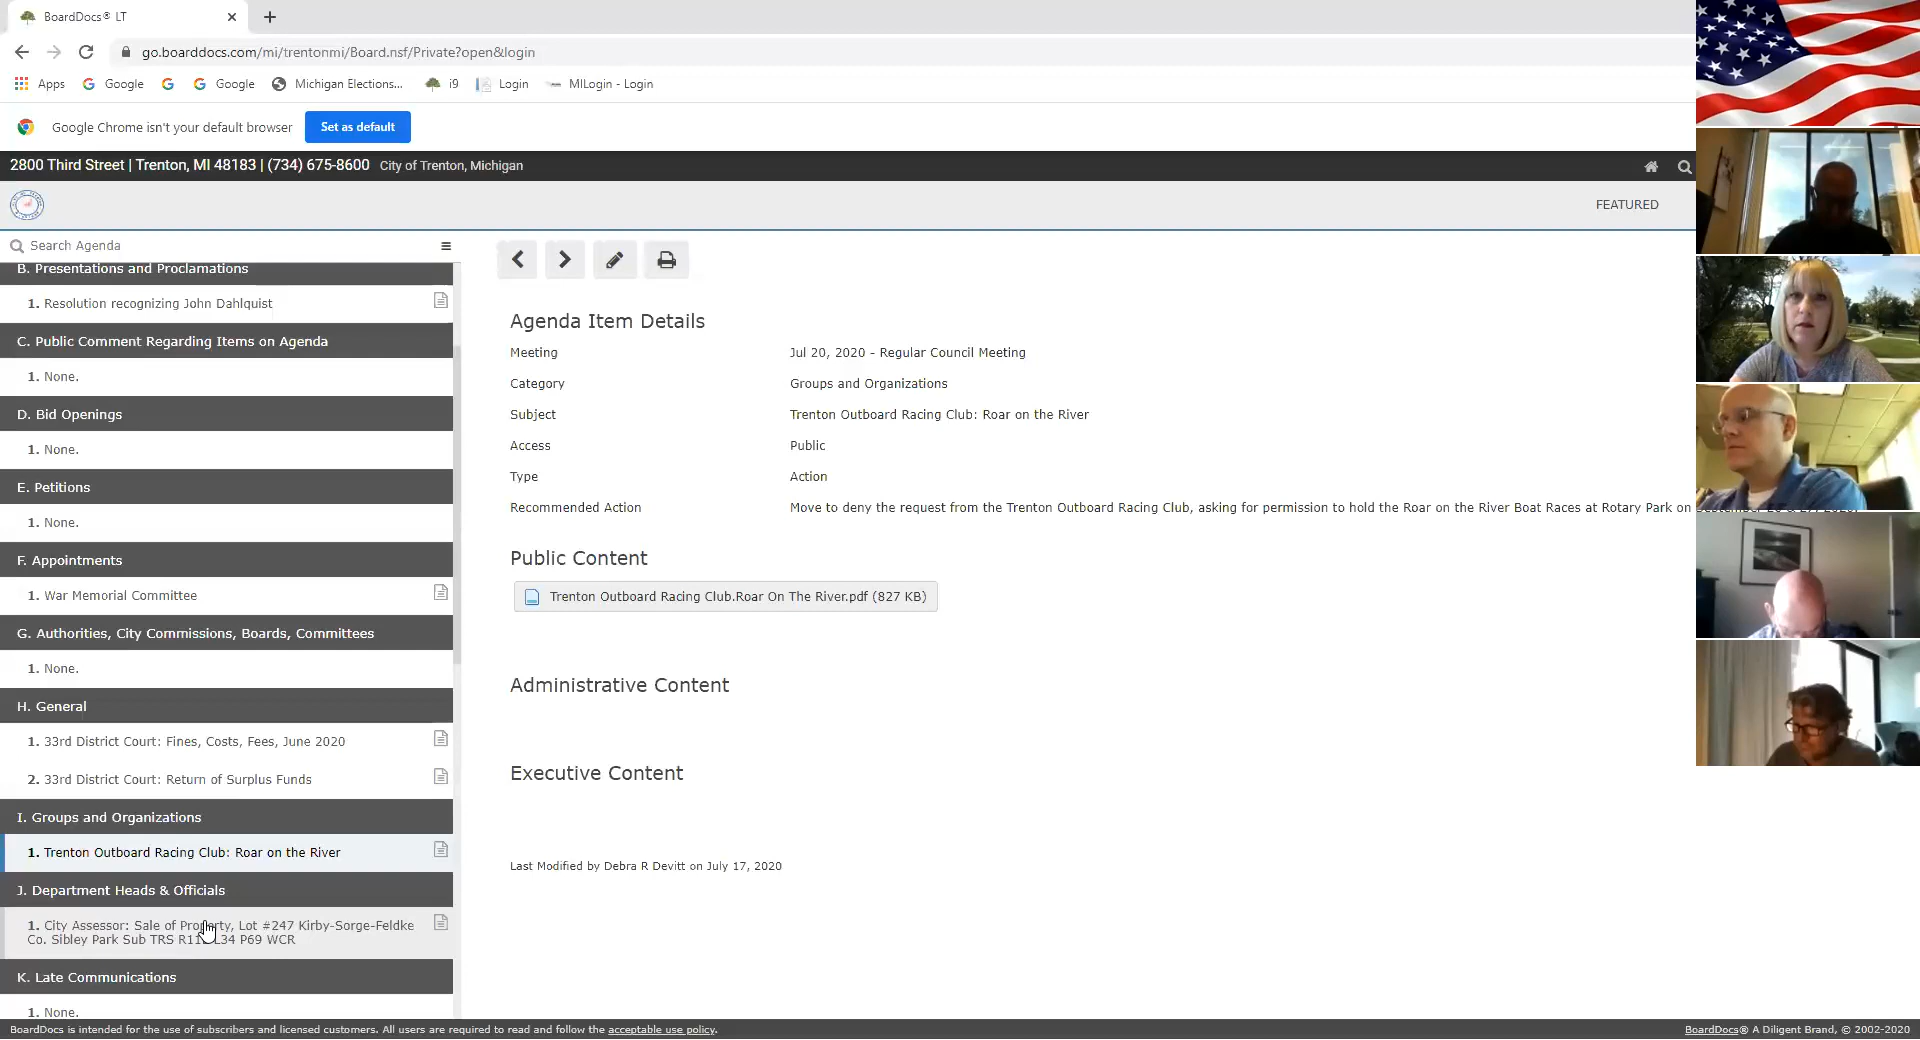 BoardDocs® LT
go.boarddocs.com/mi/trentonmi/Board.nsf/Private?open&login
Apps Google Google Michigan Elections... i9 Login MILogin - Login
Google Chrome isn't your default browser Set as default
2800 Third Street | Trenton, MI 48183 | (734) 675-8600 City of Trenton, Michigan
FEATURED
Search Agenda
B. Presentations and Proclamations
1. Resolution recognizing John Dahlquist
C. Public Comment Regarding Items on Agenda
1. None.
D. Bid Openings
1. None.
E. Petitions
1. None.
F. Appointments
1. War Memorial Committee
G. Authorities, City Commissions, Boards, Committees
1. None.
H. General
1. 33rd District Court: Fines, Costs, Fees, June 2020
2. 33rd District Court: Return of Surplus Funds
I. Groups and Organizations
1. Trenton Outboard Racing Club: Roar on the River
J. Department Heads & Officials
1. City Assessor: Sale of Property, Lot #247 Kirby-Sorge-Feldke
Co. Sibley Park Sub TRS L34 P69 WCR
K. Late Communications
1. None.
Agenda Item Details
Meeting Jul 20, 2020 - Regular Council Meeting
Category Groups and Organizations
Subject Trenton Outboard Racing Club: Roar on the River
Access Public
Type Action
Recommended Action Move to deny the request from the Trenton Outboard Racing Club, asking for permission to hold the Roar on the River Boat Races at Rotary Park on
Public Content
Trenton Outboard Racing Club.Roar On The River.pdf (827 KB)
Administrative Content
Executive Content
Last Modified by Debra R Devitt on July 17, 2020
BoardDocs is intended for the use of subscribers and licensed customers. All users are required to read and follow the acceptable use policy.
BoardDocs® A Diligent Brand, © 2002-2020